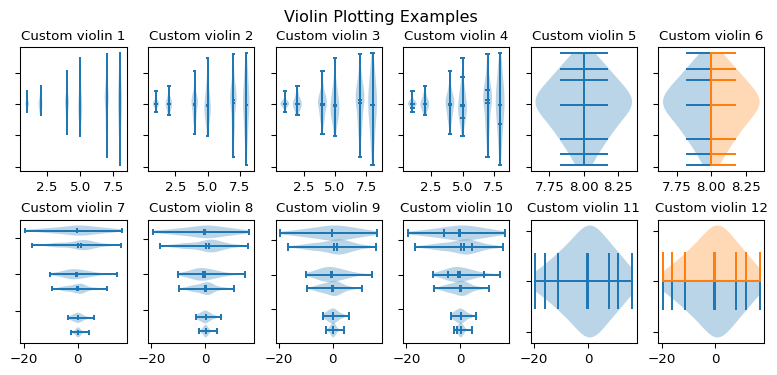 Violin Plotting Examples
Custom violin 1 Custom violin 2 Custom violin 3 Custom violin 4 Custom violin 5 Custom violin 6
2.5 5.0 7.5 2.5 5.0 7.5 2.5 5.0 7.5 2.5 5.0 7.5 7.75 8.00 8.25 7.75 8.00 8.25
Custom violin 7 Custom violin 8 Custom violin 9 Custom violin 10 Custom violin 11 Custom violin 12
−20 0 −20 0 −20 0 −20 0 −20 0 −20 0